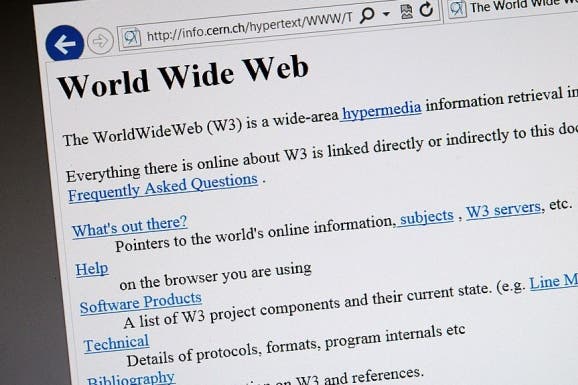 http://info.cern.ch/hypertext/WWW/T
The World Wide W
World Wide Web
The WorldWideWeb (W3) is a wide-area hypermedia information retrieval in
Everything there is online about W3 is linked directly or indirectly to this doc
Frequently Asked Questions .
What's out there?
Pointers to the world's online information, subjects , W3 servers, etc.
Help
on the browser you are using
Software Products
A list of W3 project components and their current state. (e.g. Line M
Technical
Details of protocols, formats, program internals etc
Bibliography
on W3 and references.